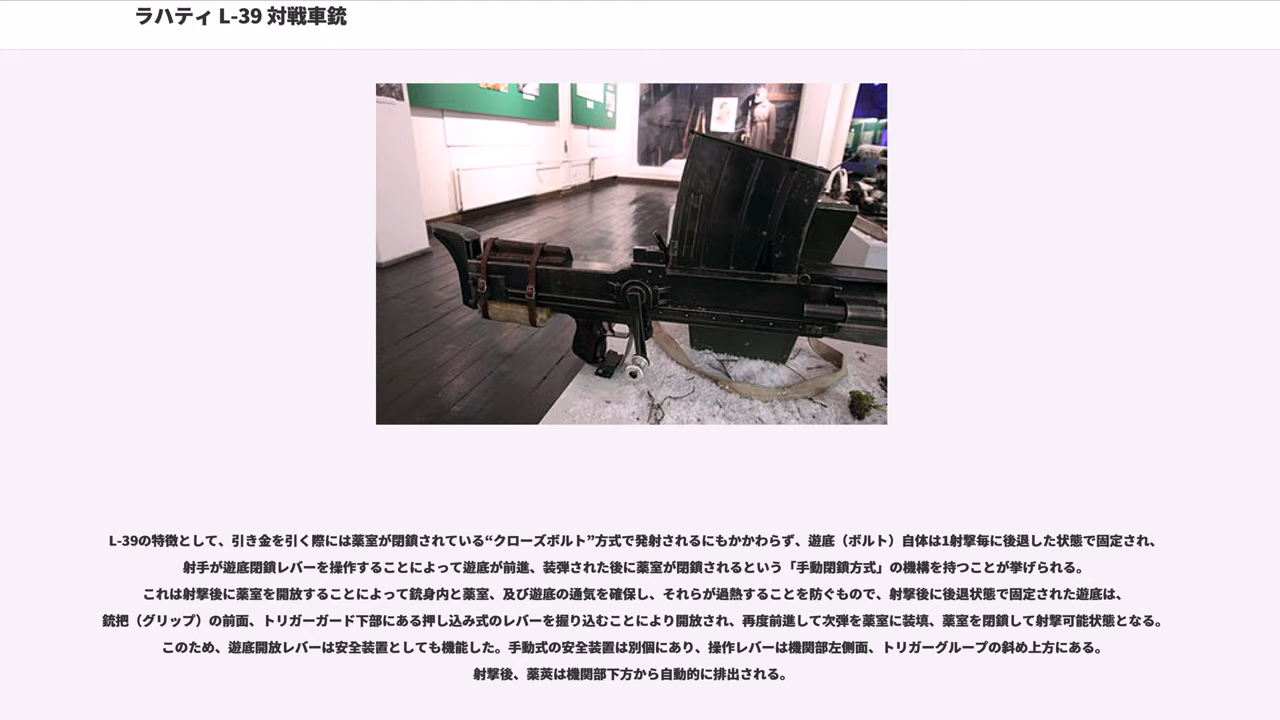 ラハティ L-39 対戦車銃
L-39の特徴として、引き金を引く際には薬室が閉鎖されている“クローズボルト”方式で発射されるにもかかわらず、遊底（ボルト）自体は1射撃毎に後退した状態で固定され、
射手が遊底閉鎖レバーを操作することによって遊底が前進、装弾された後に薬室が閉鎖されるという「手動閉鎖方式」の機構を持つことが挙げられる。
これは射撃後に薬室を開放することによって銃身内と薬室、及び遊底の通気を確保し、それらが過熱することを防ぐもので、射撃後に後退状態で固定された遊底は、
銃把（グリップ）の前面、トリガーガード下部にある押し込み式のレバーを握り込むことにより開放され、再度前進して次弾を薬室に装填、薬室を閉鎖して射撃可能状態となる。
このため、遊底開放レバーは安全装置としても機能した。手動式の安全装置は別個にあり、操作レバーは機関部左側面、トリガーグループの斜め上方にある。
射撃後、薬莢は機関部下方から自動的に排出される。